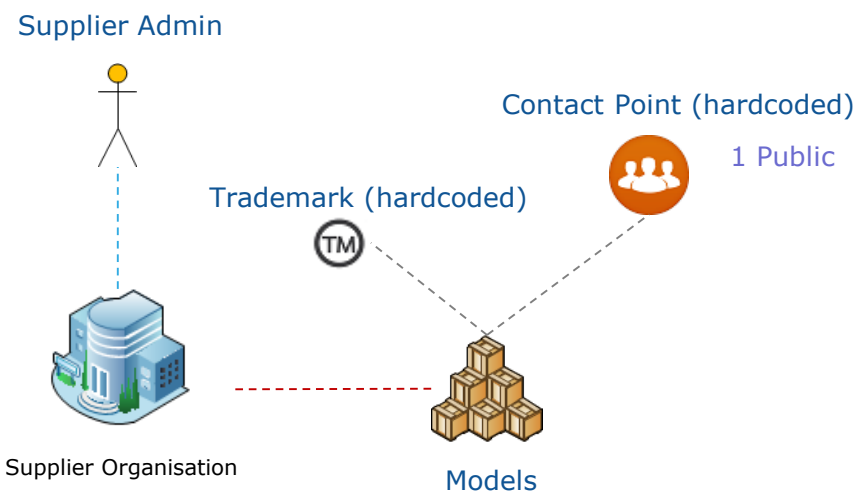 Supplier Admin
Contact Point (hardcoded)
1 Public
Trademark (hardcoded)
TM
Supplier Organisation
Models